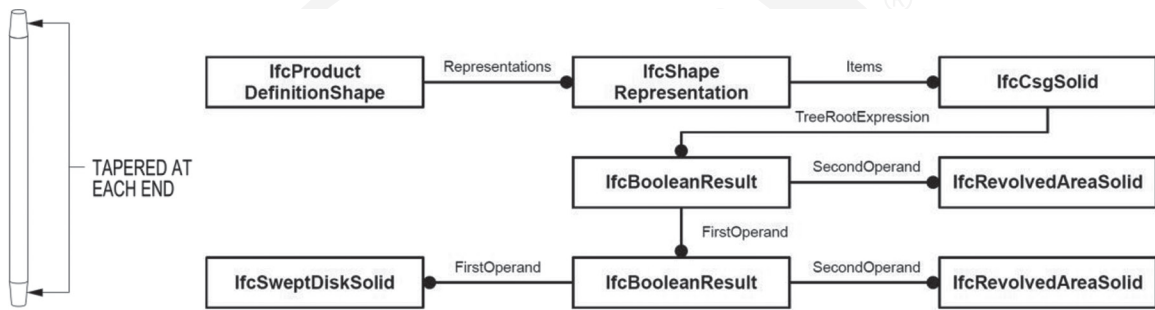 TAPERED AT
EACH END
IfcProduct
DefinitionShape
Representations
IfcShape
Representation
Items
IfcCsgSolid
TreeRootExpression
IfcBooleanResult
SecondOperand
IfcRevolvedAreaSolid
FirstOperand
IfcSweptDiskSolid
FirstOperand
IfcBooleanResult
SecondOperand
IfcRevolvedAreaSolid